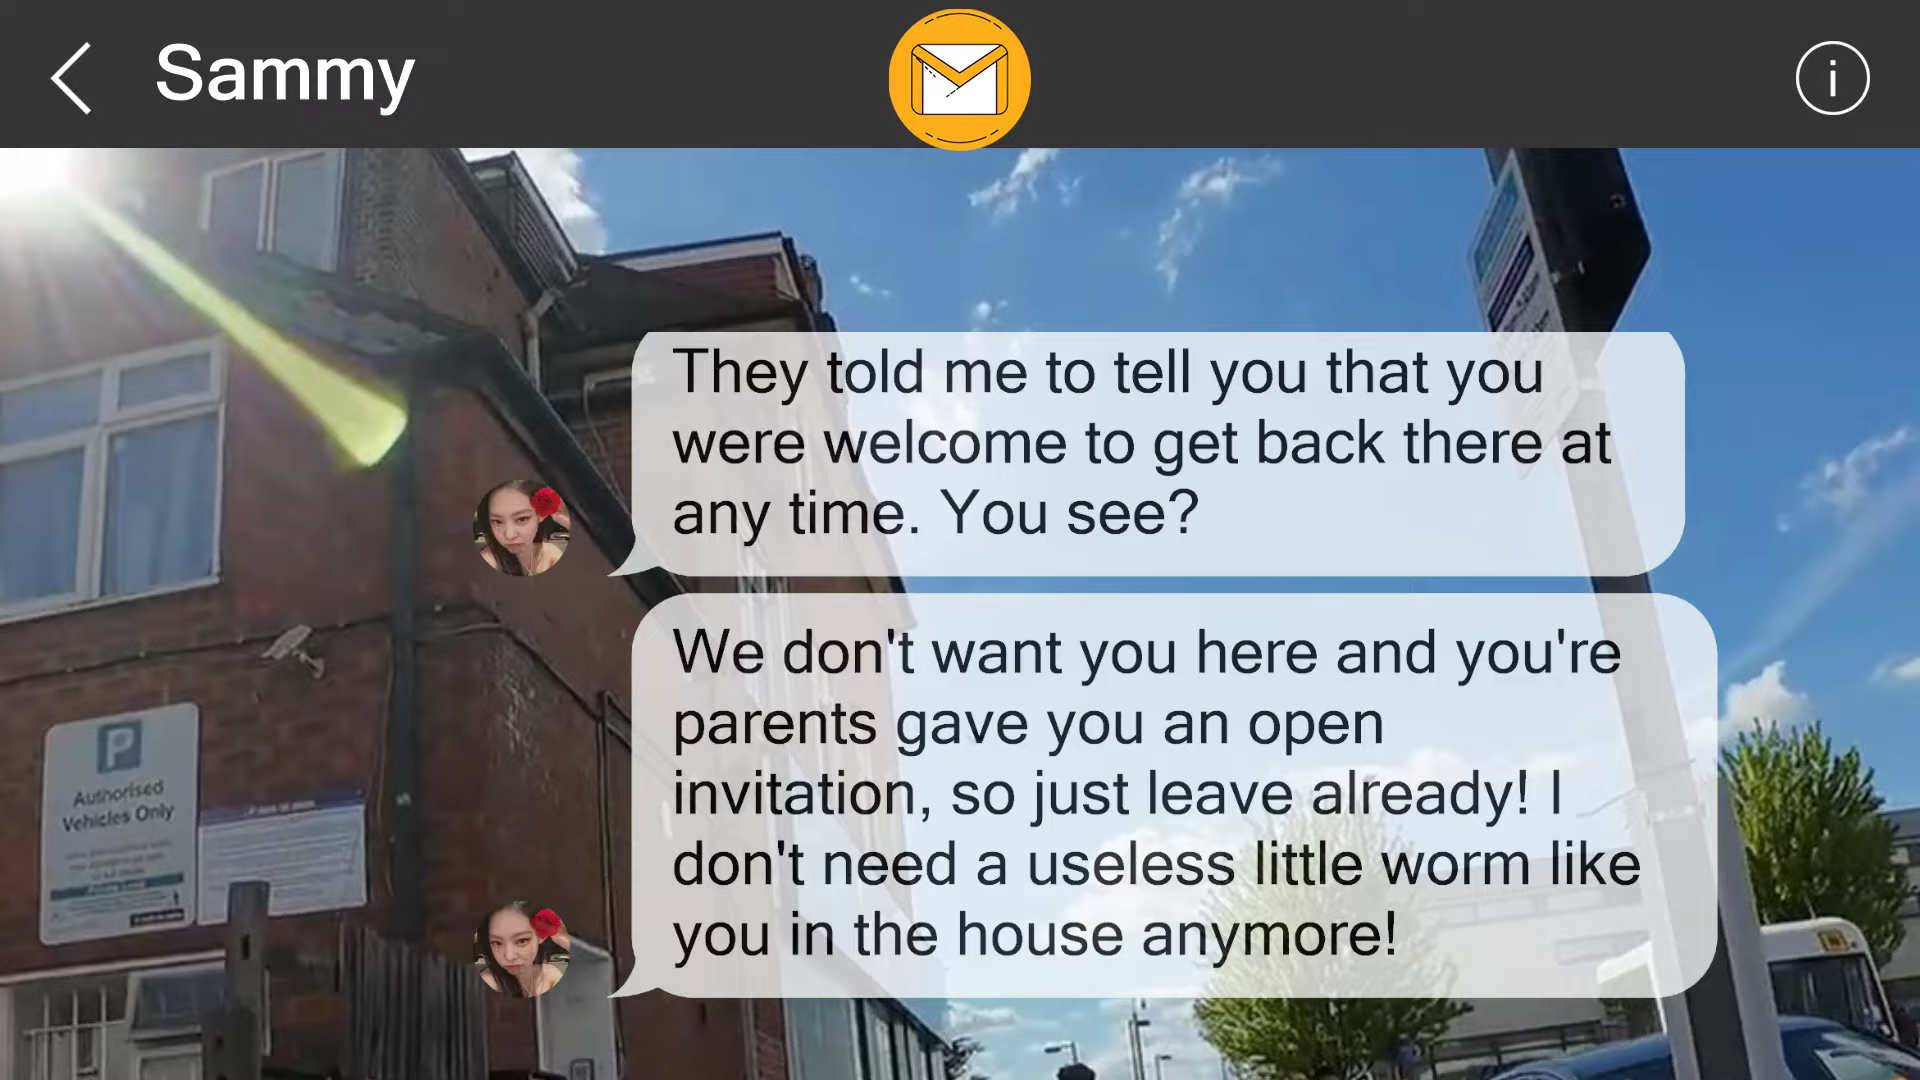 Sammy
They told me to tell you that you
were welcome to get back there at
any time. You see?
We don't want you here and you're
parents gave you an open
invitation, so just leave already! I
don't need a useless little worm like
you in the house anymore!
P
Authorised
Vehicles Only